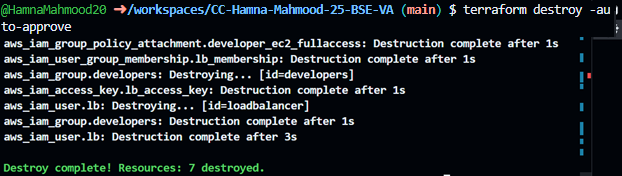 @HamnaMahmood20 ➜/workspaces/CC-Hamna-Mahmood-25-BSE-VA (main) $ terraform destroy -au
to-approve
aws_iam_group_policy_attachment.developer_ec2_fullaccess: Destruction complete after 1s
aws_iam_user_group_membership.lb_membership: Destruction complete after 1s
aws_iam_group.developers: Destroying... [id=developers]
aws_iam_access_key.lb_access_key: Destruction complete after 1s
aws_iam_user.lb: Destroying... [id=loadbalancer]
aws_iam_group.developers: Destruction complete after 1s
aws_iam_user.lb: Destruction complete after 3s
Destroy complete! Resources: 7 destroyed.